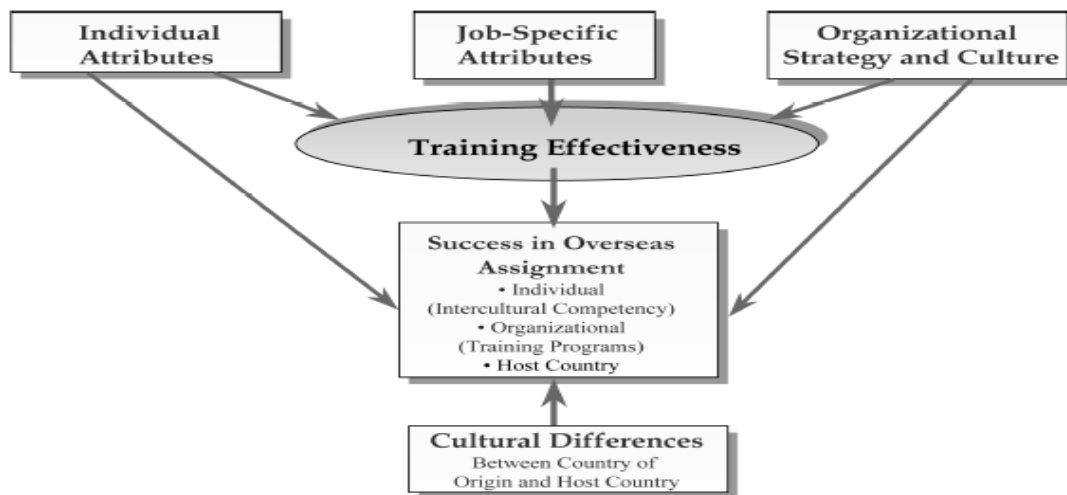 Individual
Attributes
Job-Specific
Attributes
Organizational
Strategy and Culture
Training Effectiveness
Success in Overseas
Assignment
• Individual
(Intercultural Competency)
• Organizational
(Training Programs)
• Host Country
Cultural Differences
Between Country of
Origin and Host Country